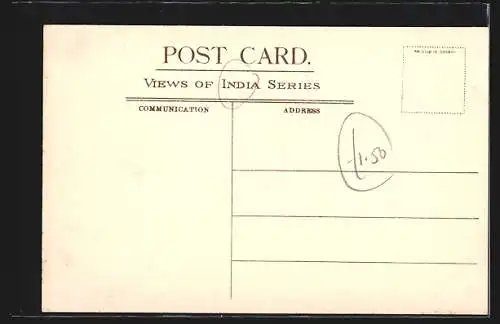 POST CARD.
VIEWS OF INDIA SERIES
COMMUNICATION ADDRESS
1.50